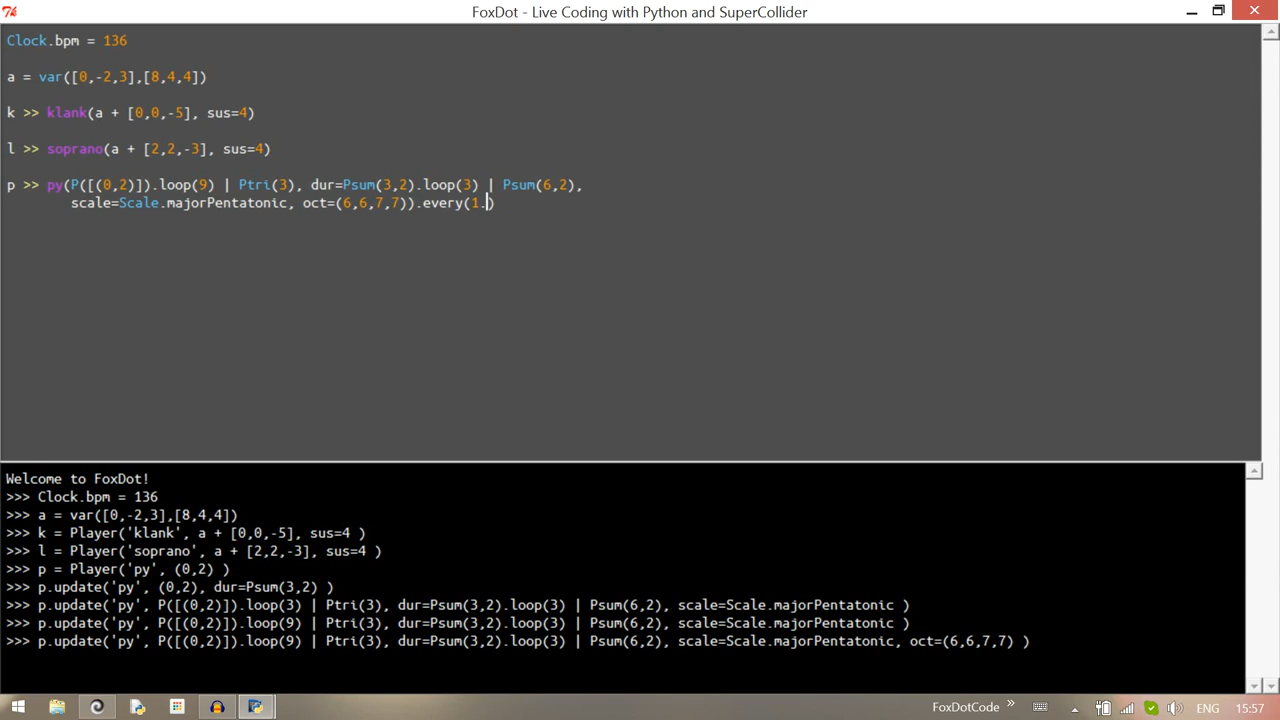 FoxDot - Live Coding with Python and SuperCollider
Clock.bpm = 136
a = var([0,-2,3],[8,4,4])
k >> klank(a + [0,0,-5], sus=4)
l >> soprano(a + [2,2,-3], sus=4)
p >> py(P([(0,2)]).loop(9) | Ptri(3), dur=Psum(3,2).loop(3) | Psum(6,2),
scale=Scale.majorPentatonic, oct=(6,6,7,7)).every(1.)
Welcome to FoxDot!
>>> Clock.bpm = 136
>>> a = var([0,-2,3],[8,4,4])
>>> k = Player('klank', a + [0,0,-5], sus=4 )
>>> l = Player('soprano', a + [2,2,-3], sus=4 )
>>> p = Player('py', (0,2) )
>>> p.update('py', (0,2), dur=Psum(3,2) )
>>> p.update('py', P([(0,2)]).loop(3) | Ptri(3), dur=Psum(3,2).loop(3) | Psum(6,2), scale=Scale.majorPentatonic )
>>> p.update('py', P([(0,2)]).loop(9) | Ptri(3), dur=Psum(3,2).loop(3) | Psum(6,2), scale=Scale.majorPentatonic )
>>> p.update('py', P([(0,2)]).loop(9) | Ptri(3), dur=Psum(3,2).loop(3) | Psum(6,2), scale=Scale.majorPentatonic, oct=(6,6,7,7) )
FoxDotCode » ENG 15:57